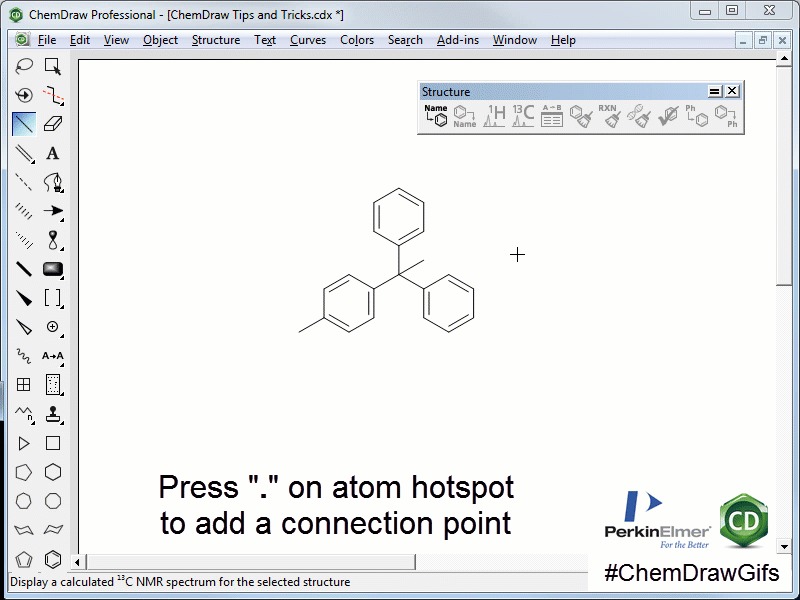 ChemDraw Professional - [ChemDraw Tips and Tricks.cdx *]
File Edit View Object Structure Text Curves Colors Search Add-ins Window Help
Structure
Name Name 1H 13C A→B RXN Ph Ph
A
A→A
n
Press "." on atom hotspot
to add a connection point
PerkinElmer®
For the Better
CD
#ChemDrawGifs
Display a calculated 13C NMR spectrum for the selected structure